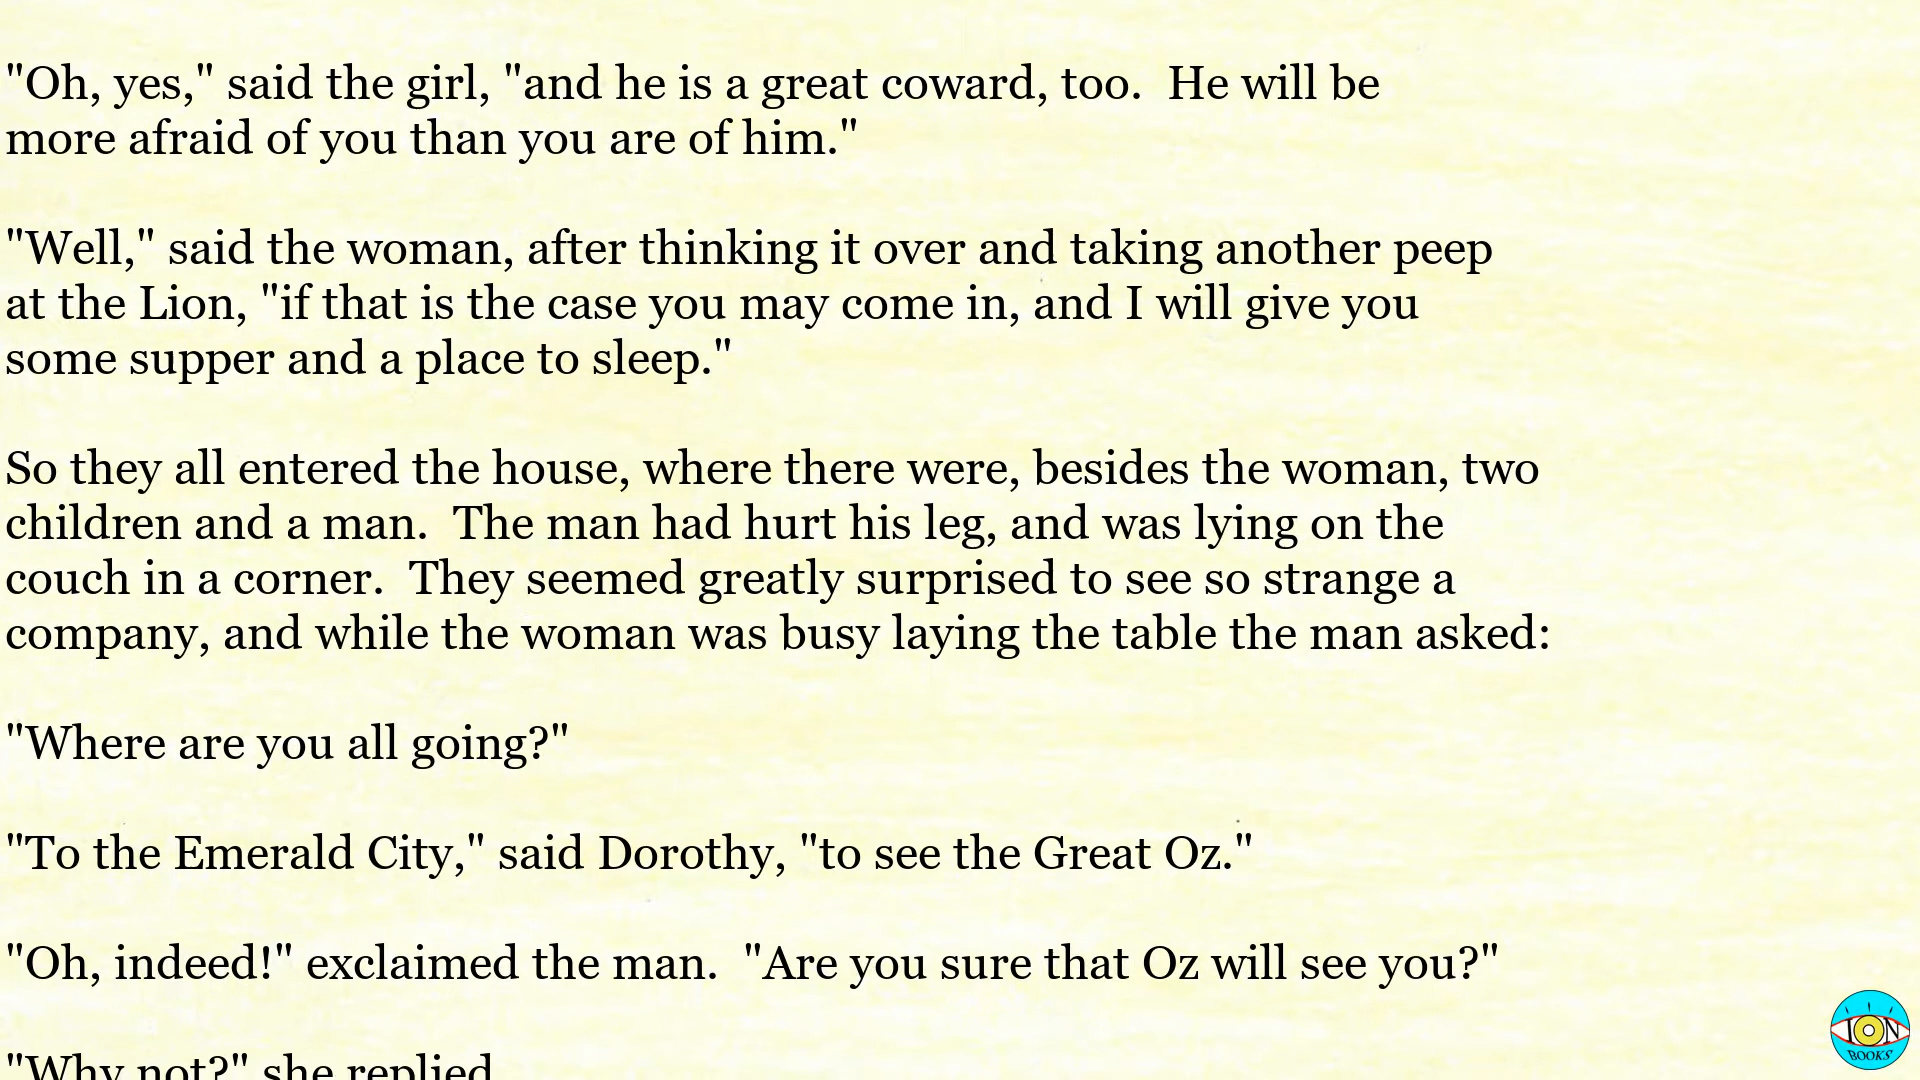 "Oh, yes," said the girl, "and he is a great coward, too.  He will be
more afraid of you than you are of him."
"Well," said the woman, after thinking it over and taking another peep
at the Lion, "if that is the case you may come in, and I will give you
some supper and a place to sleep."
So they all entered the house, where there were, besides the woman, two
children and a man.  The man had hurt his leg, and was lying on the
couch in a corner.  They seemed greatly surprised to see so strange a
company, and while the woman was busy laying the table the man asked:
"Where are you all going?"
"To the Emerald City," said Dorothy, "to see the Great Oz."
"Oh, indeed!" exclaimed the man.  "Are you sure that Oz will see you?"
"Why not?" she replied
ION
BOOKS